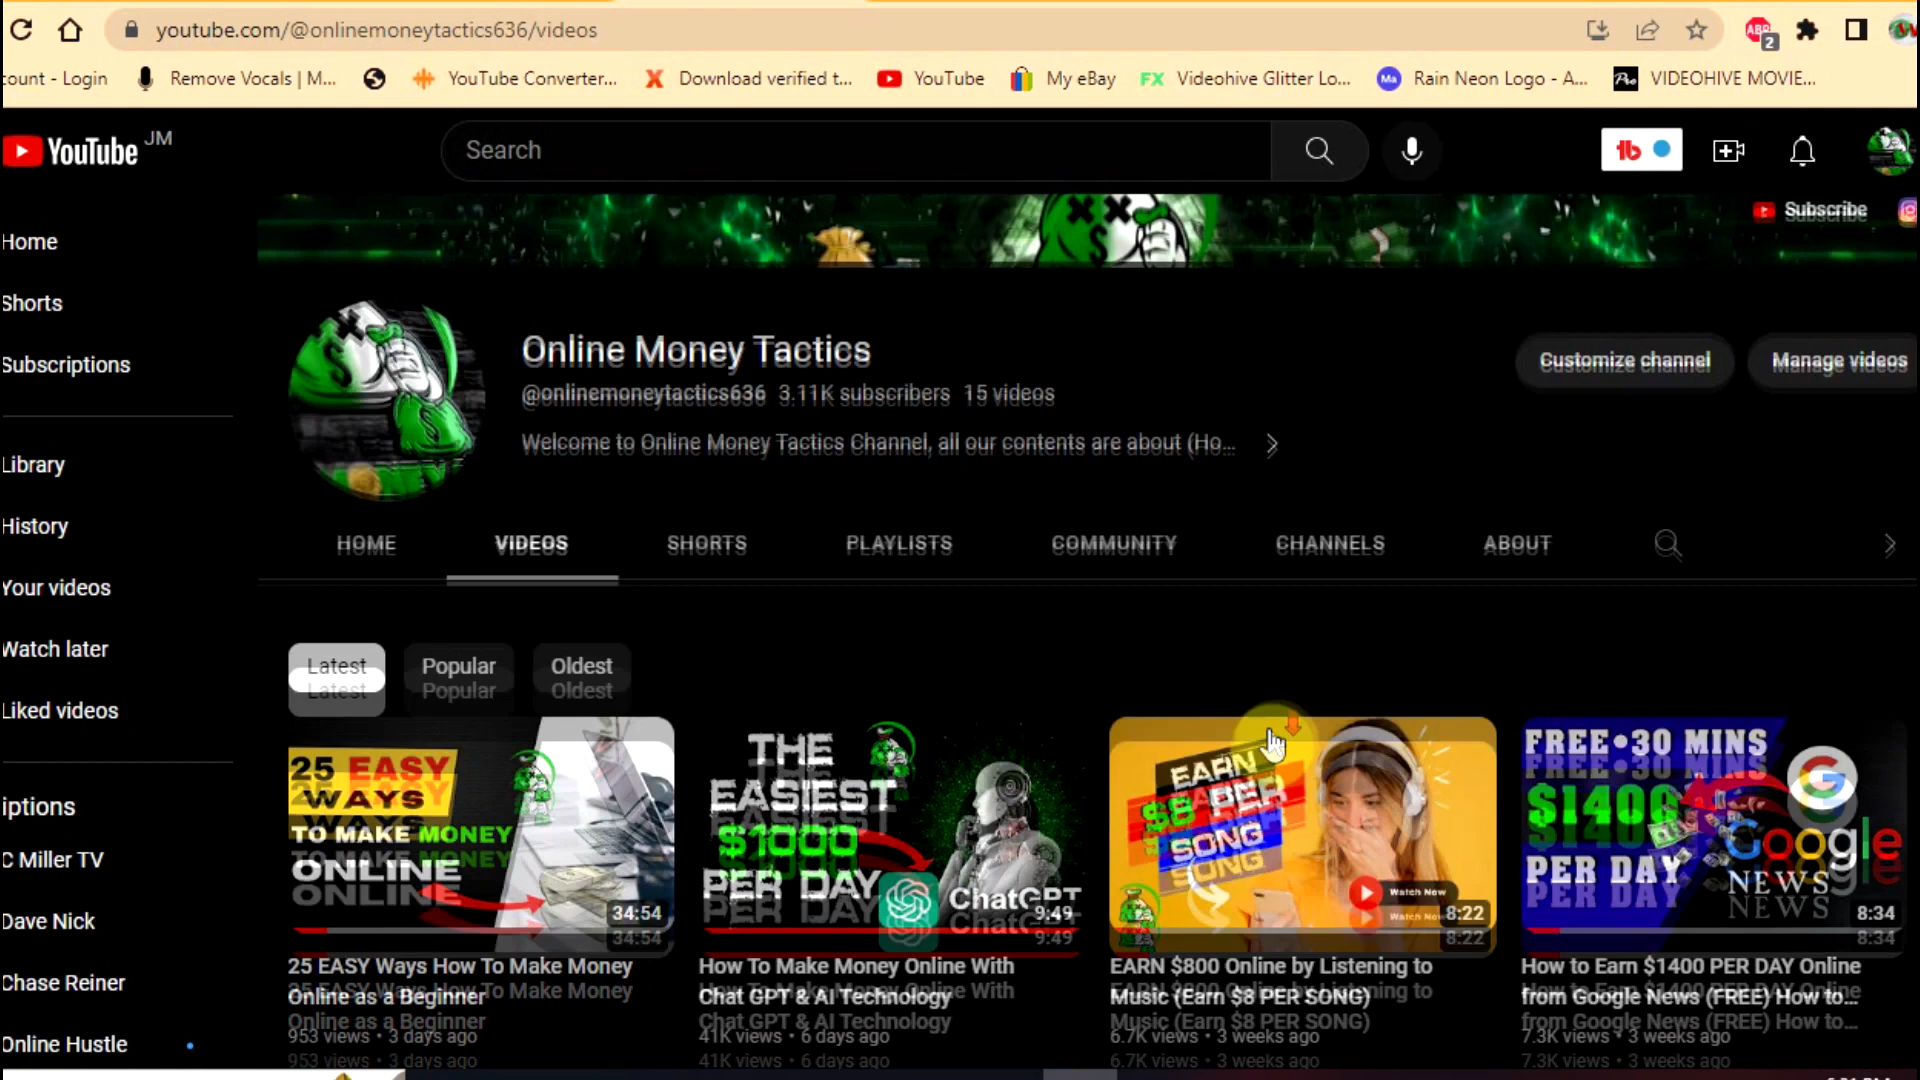 youtube.com/@onlinemoneytactics636/videos
ABP
2
count - Login
Remove Vocals | M...
YouTube Converter...
Download verified t...
YouTube
My eBay
FX
Videohive Glitter Lo...
Ma
Rain Neon Logo - A...
Pre
VIDEOHIVE MOVIE...
YouTube JM
Search
tb
Home
Subscribe
Shorts
Subscriptions
Online Money Tactics
@onlinemoneytactics636 3.11K subscribers 15 videos
Welcome to Online Money Tactics Channel, all our contents are about (Ho...
Customize channel
Manage videos
Library
History
Your videos
Watch later
Liked videos
HOME
VIDEOS
SHORTS
PLAYLISTS
COMMUNITY
CHANNELS
ABOUT
Latest
Popular
Oldest
25 EASY
WAYS
TO MAKE MONEY
ONLINE
34:54
THE
EASIEST
$1000
PER DAY
ChatGPT
9:49
EARN
$8 PER
SONG
Watch Now
8:22
FREE•30 MINS
$1400
PER DAY
Google
NEWS
8:34
iptions
C Miller TV
Dave Nick
Chase Reiner
Online Hustle
25 EASY Ways How To Make Money
Online as a Beginner
953 views • 3 days ago
How To Make Money Online With
Chat GPT & AI Technology
41K views • 6 days ago
EARN $800 Online by Listening to
Music (Earn $8 PER SONG)
6.7K views • 3 weeks ago
How to Earn $1400 PER DAY Online
from Google News (FREE) How to...
7.3K views • 3 weeks ago